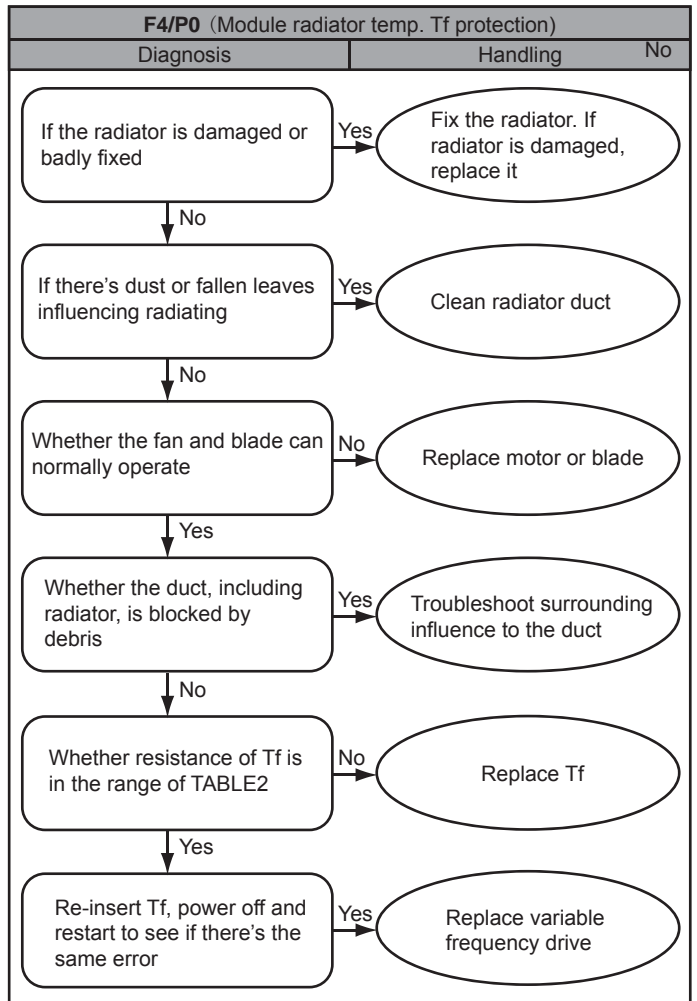 F4/P0（Module radiator temp. Tf protection)
Diagnosis
Handling
No
If the radiator is damaged or
badly fixed
Yes
Fix the radiator. If
radiator is damaged,
replace it
No
If there's dust or fallen leaves
influencing radiating
Yes
Clean radiator duct
No
Whether the fan and blade can
normally operate
No
Replace motor or blade
Yes
Whether the duct, including
radiator, is blocked by
debris
Yes
Troubleshoot surrounding
influence to the duct
No
Whether resistance of Tf is
in the range of TABLE2
No
Replace Tf
Yes
Re-insert Tf, power off and
restart to see if there's the
same error
Yes
Replace variable
frequency drive